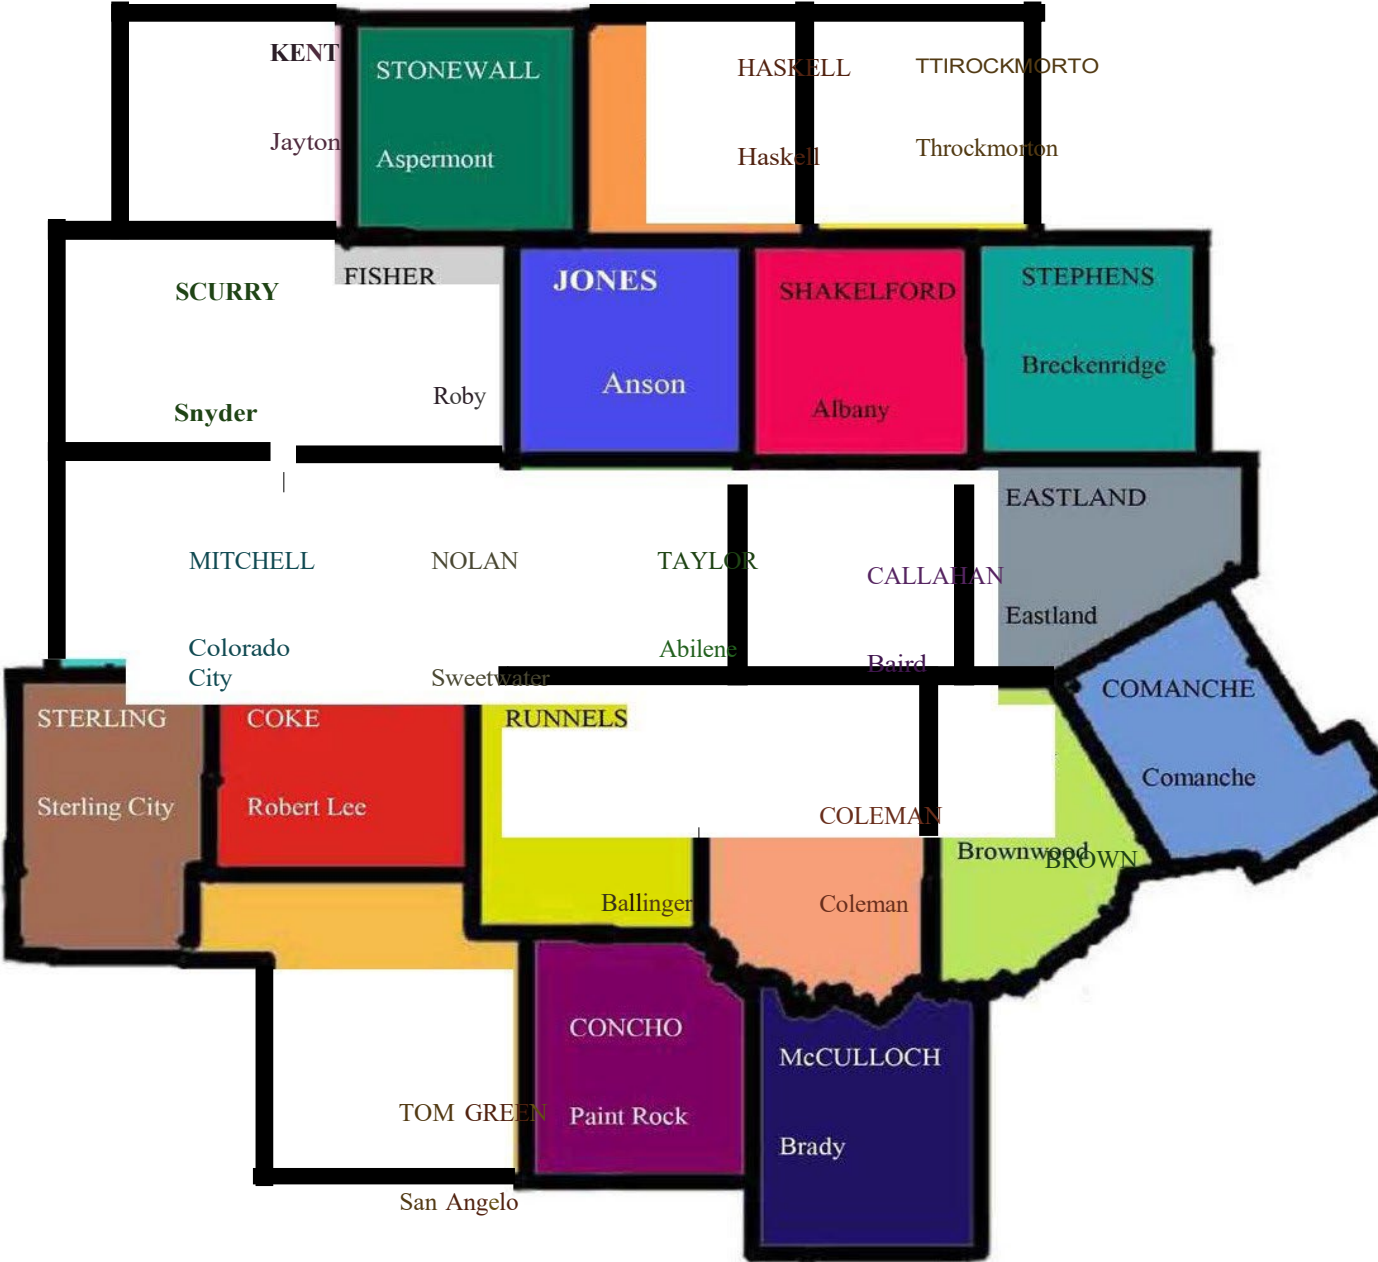 KENT
STONEWALL
HASKELL
TTIROCKMORTO
Jayton
Aspermont
Haskell
Throckmorton
SCURRY
FISHER
JONES
SHAKELFORD
STEPHENS
Snyder
Roby
Anson
Albany
Breckenridge
MITCHELL
NOLAN
TAYLOR
CALLAHAN
EASTLAND
Colorado
City
Sweetwater
Abilene
Baird
Eastland
STERLING
COKE
RUNNELS
COLEMAN
BROWN
COMANCHE
Sterling City
Robert Lee
Ballinger
Coleman
Brownwood
Comanche
TOM GREEN
CONCHO
McCULLOCH
San Angelo
Paint Rock
Brady